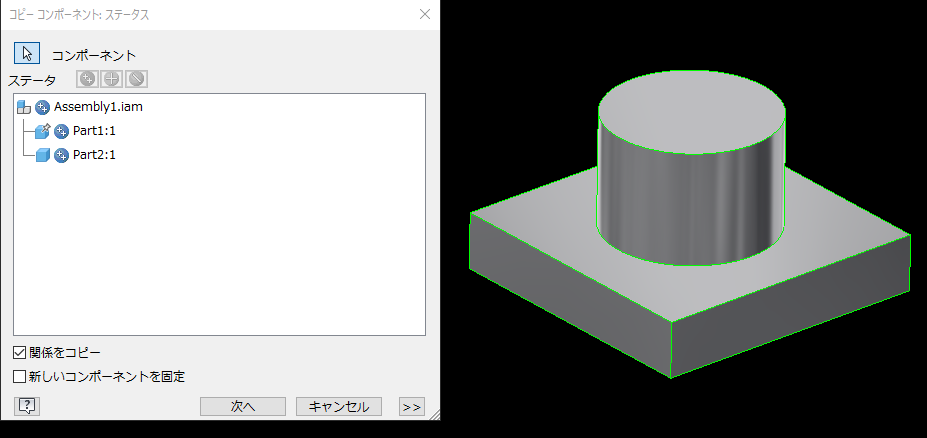 コピー コンポーネント: ステータス
コンポーネント
ステータ
Assembly1.iam
Part1:1
Part2:1
関係をコピー
新しいコンポーネントを固定
次へ
キャンセル
>>